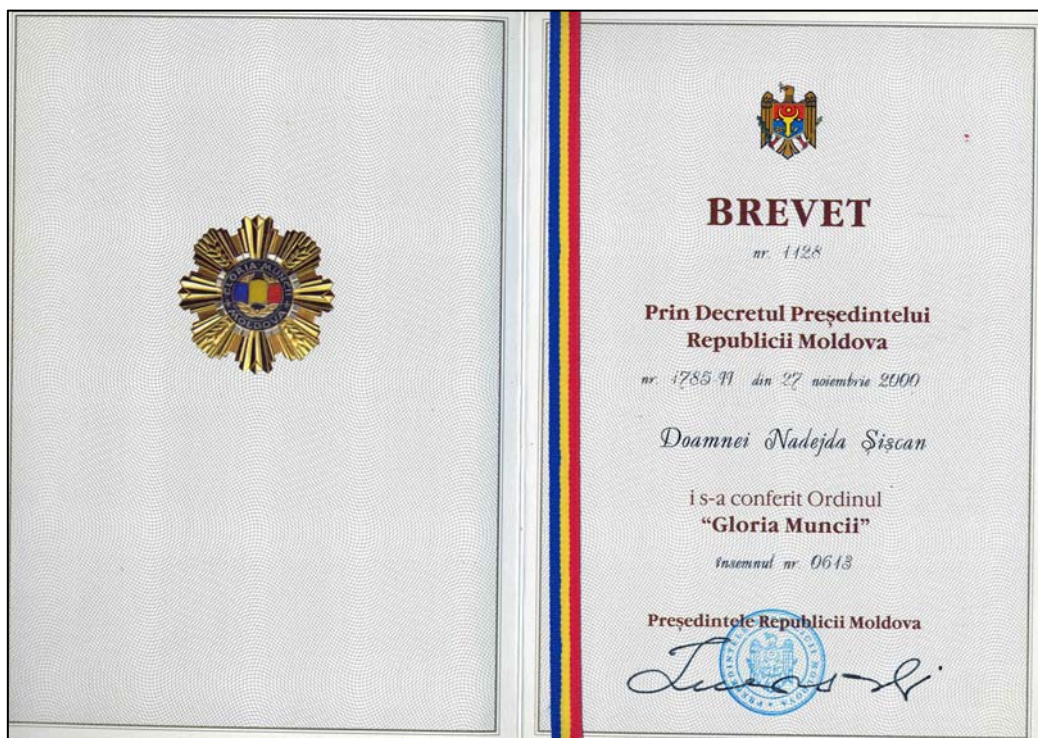 GLORIA MUNCII
MOLDOVA
BREVET
nr. 1128
Prin Decretul Președintelui
Republicii Moldova
nr. 1785-II din 27 noiembrie 2000
Doamnei Nadejda Șișcan
i s-a conferit Ordinul
“Gloria Muncii”
însemnul nr. 0613
Președintele Republicii Moldova